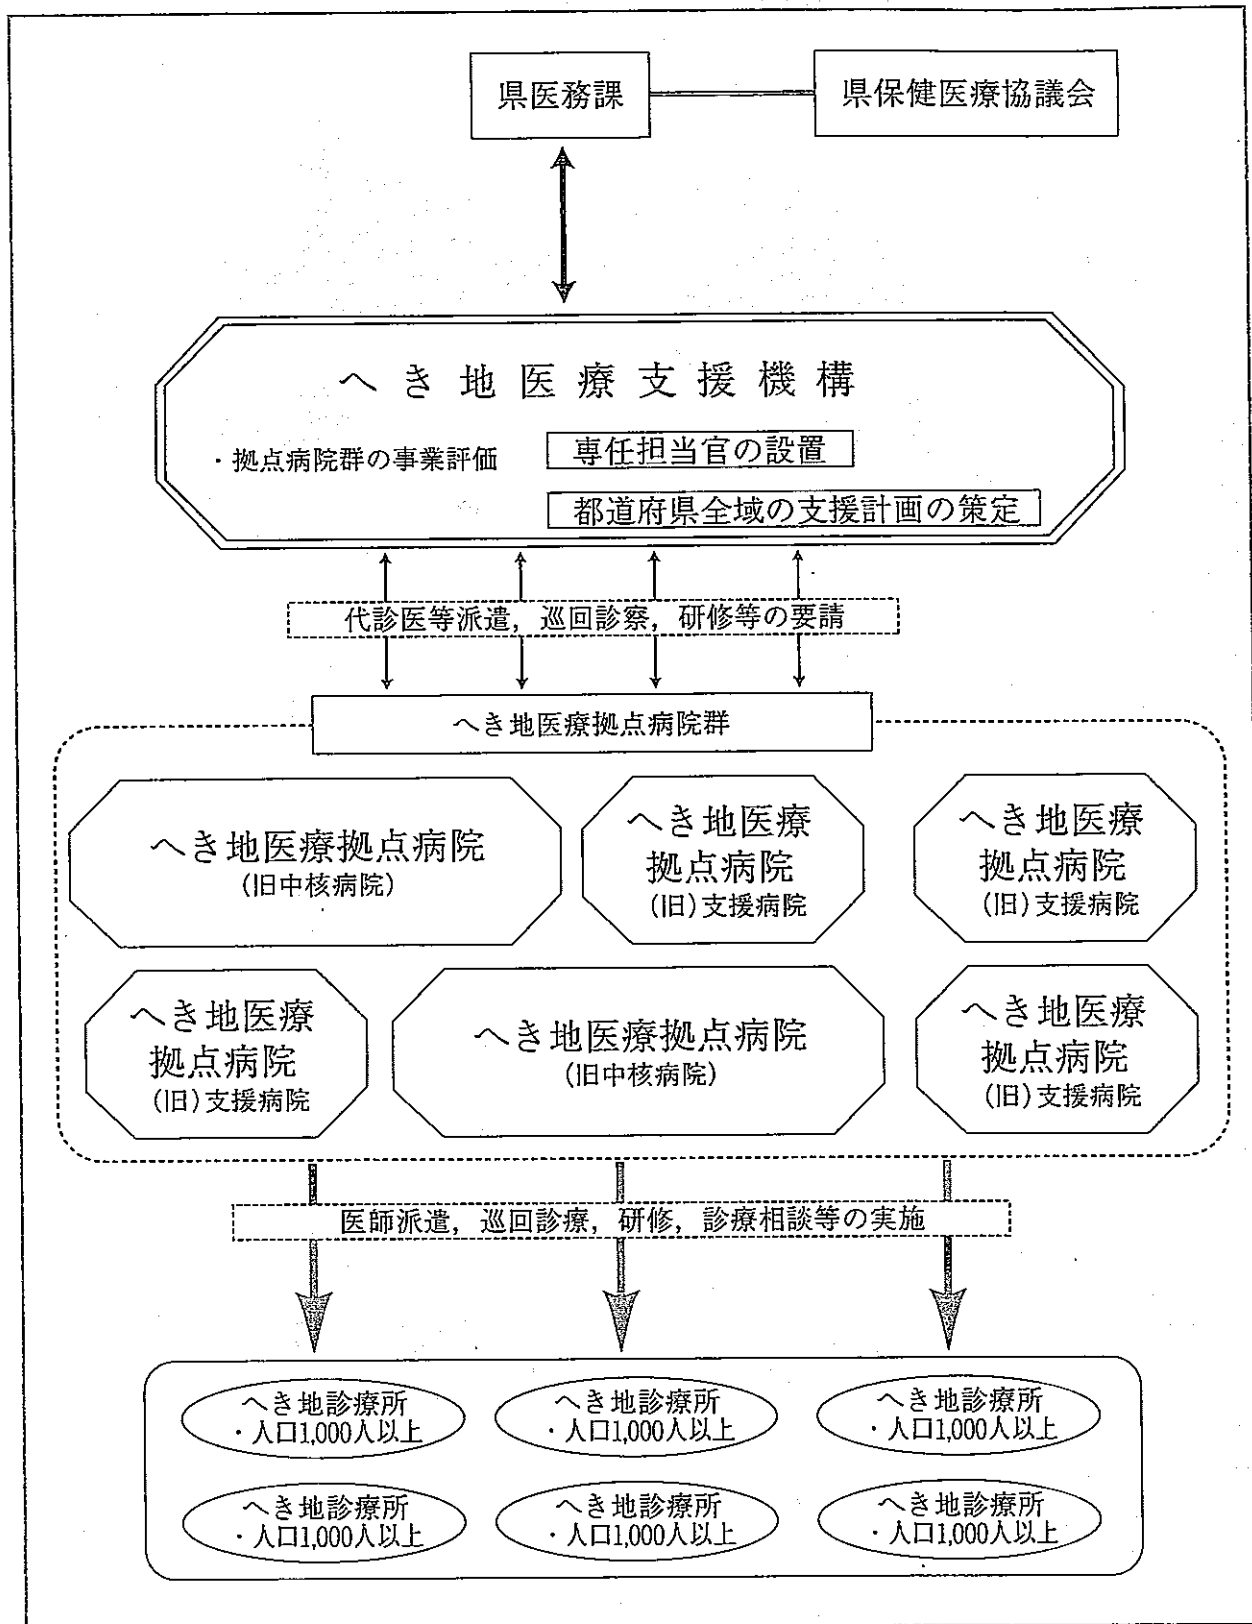 県医務課
県保健医療協議会
へき地医療支援機構
・拠点病院群の事業評価
専任担当官の設置
都道府県全域の支援計画の策定
代診医等派遣，巡回診察，研修等の要請
へき地医療拠点病院群
へき地医療拠点病院
(旧中核病院)
へき地医療
拠点病院
(旧)支援病院
へき地医療
拠点病院
(旧)支援病院
へき地医療
拠点病院
(旧)支援病院
へき地医療拠点病院
(旧中核病院)
へき地医療
拠点病院
(旧)支援病院
医師派遣，巡回診療，研修，診療相談等の実施
へき地診療所
・人口1,000人以上
へき地診療所
・人口1,000人以上
へき地診療所
・人口1,000人以上
へき地診療所
・人口1,000人以上
へき地診療所
・人口1,000人以上
へき地診療所
・人口1,000人以上